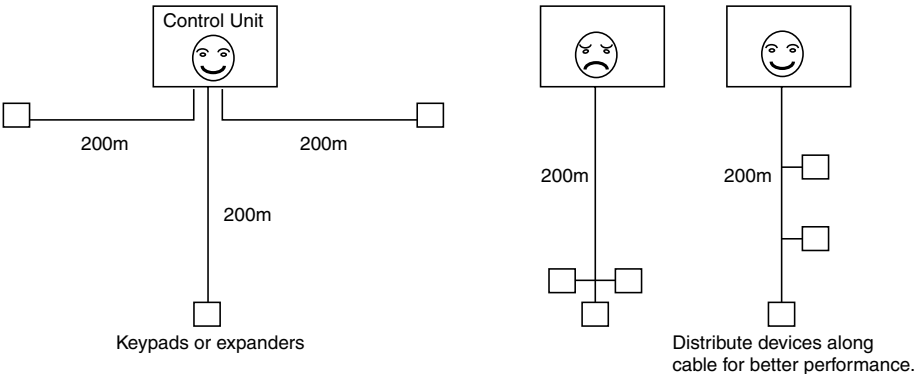 Control Unit
200m
200m
200m
Keypads or expanders
200m
200m
Distribute devices along
cable for better performance.